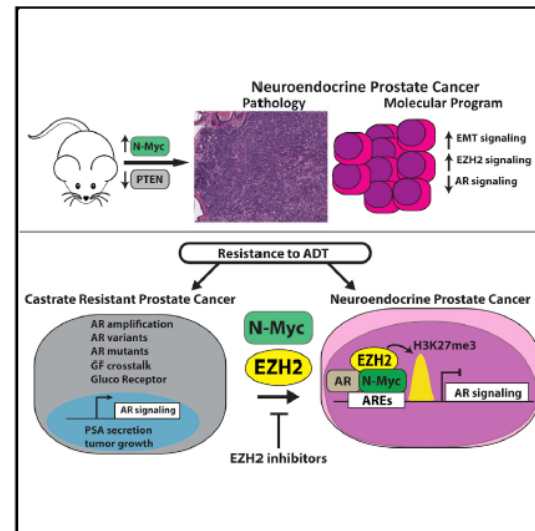 Neuroendocrine Prostate Cancer
Pathology
Molecular Program
N-Myc
PTEN
EMT signaling
EZH2 signaling
AR signaling
Resistance to ADT
Castrate Resistant Prostate Cancer
AR amplification
AR variants
AR mutants
GF crosstalk
Gluco Receptor
AR signaling
PSA secretion
tumor growth
N-Myc
EZH2
EZH2 inhibitors
Neuroendocrine Prostate Cancer
H3K27me3
EZH2
AR
N-Myc
AREs
AR signaling